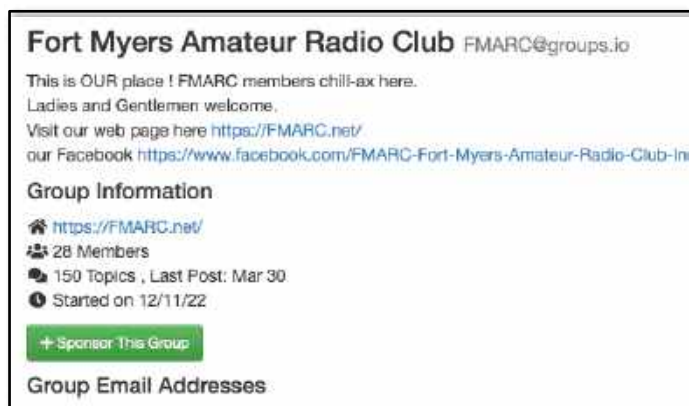 Fort Myers Amateur Radio Club FMARC@groups.io
This is OUR place ! FMARC members chill-ax here.
Ladies and Gentlemen welcome.
Visit our web page here https://FMARC.net/
our Facebook https://www.facebook.com/FMARC-Fort-Myers-Amateur-Radio-Club-In
Group Information
https://FMARC.net/
28 Members
150 Topics , Last Post: Mar 30
Started on 12/11/22
+ Sponsor This Group
Group Email Addresses